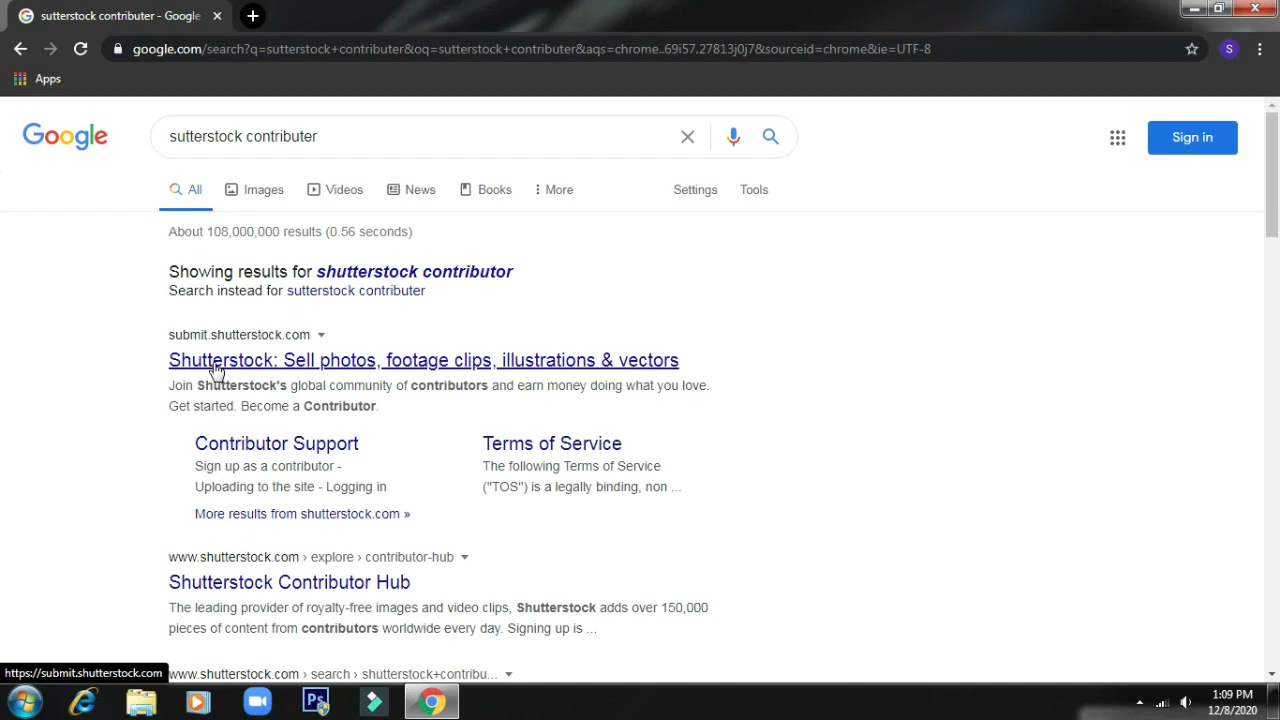 sutterstock contributer - Google
google.com/search?q=sutterstock+contributer&oq=sutterstock+contributer&aqs=chrome..69i57.27813j0j7&sourceid=chrome&ie=UTF-8
S
Apps
Google
sutterstock contributer
Sign in
All
Images
Videos
News
Books
More
Settings
Tools
About 108,000,000 results (0.56 seconds)
Showing results for shutterstock contributor
Search instead for sutterstock contributer
submit.shutterstock.com
Shutterstock: Sell photos, footage clips, illustrations & vectors
Join Shutterstock's global community of contributors and earn money doing what you love.
Get started. Become a Contributor.
Contributor Support
Sign up as a contributor -
Uploading to the site - Logging in
Terms of Service
The following Terms of Service
("TOS") is a legally binding, non ...
More results from shutterstock.com »
www.shutterstock.com › explore › contributor-hub
Shutterstock Contributor Hub
The leading provider of royalty-free images and video clips, Shutterstock adds over 150,000
pieces of content from contributors worldwide every day. Signing up is ...
https://submit.shutterstock.com
www.shutterstock.com › search › shutterstock+contribu...
Ps
1:09 PM
12/8/2020